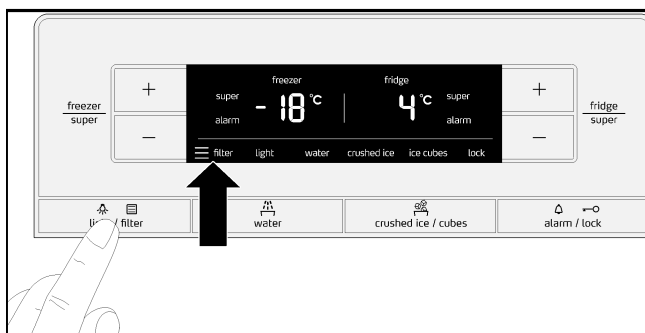 freezer fridge
super super
- 18 °C 4 °C
alarm alarm
filter light water crushed ice ice cubes lock
+ +
freezer
super
fridge
super
— —
light / filter water crushed ice / cubes alarm / lock